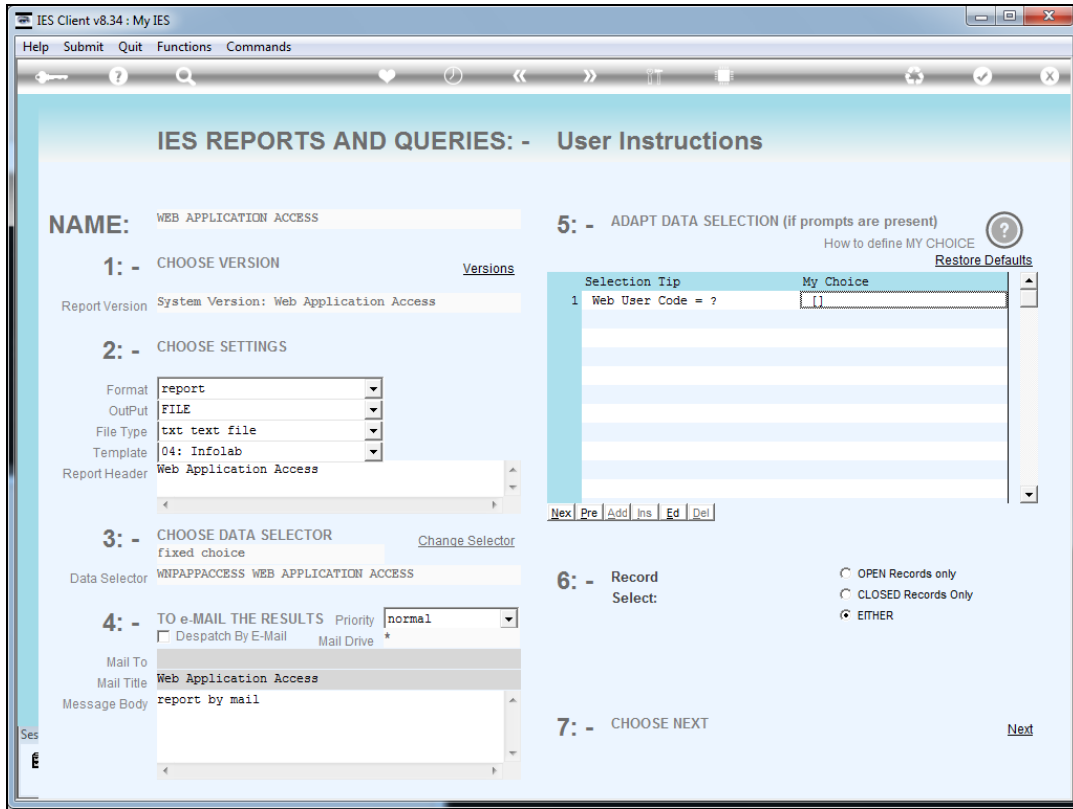 IES Client v8.34 : My IES
Help Submit Quit Functions Commands
IES REPORTS AND QUERIES: - User Instructions
NAME: WEB APPLICATION ACCESS
1: - CHOOSE VERSION Versions
Report Version System Version: Web Application Access
2: - CHOOSE SETTINGS
Format report
OutPut FILE
File Type txt text file
Template 04: Infolab
Report Header Web Application Access
3: - CHOOSE DATA SELECTOR Change Selector
fixed choice
Data Selector WNPAPPACCESS WEB APPLICATION ACCESS
4: - TO e-MAIL THE RESULTS Priority normal
Despatch By E-Mail Mail Drive *
Mail To
Mail Title Web Application Access
Message Body report by mail
5: - ADAPT DATA SELECTION (if prompts are present)
How to define MY CHOICE ?
Restore Defaults
Selection Tip My Choice
1 Web User Code = ? []
Nex Pre Add Ins Ed Del
6: - Record Select:
OPEN Records only
CLOSED Records Only
EITHER
7: - CHOOSE NEXT Next
Ses